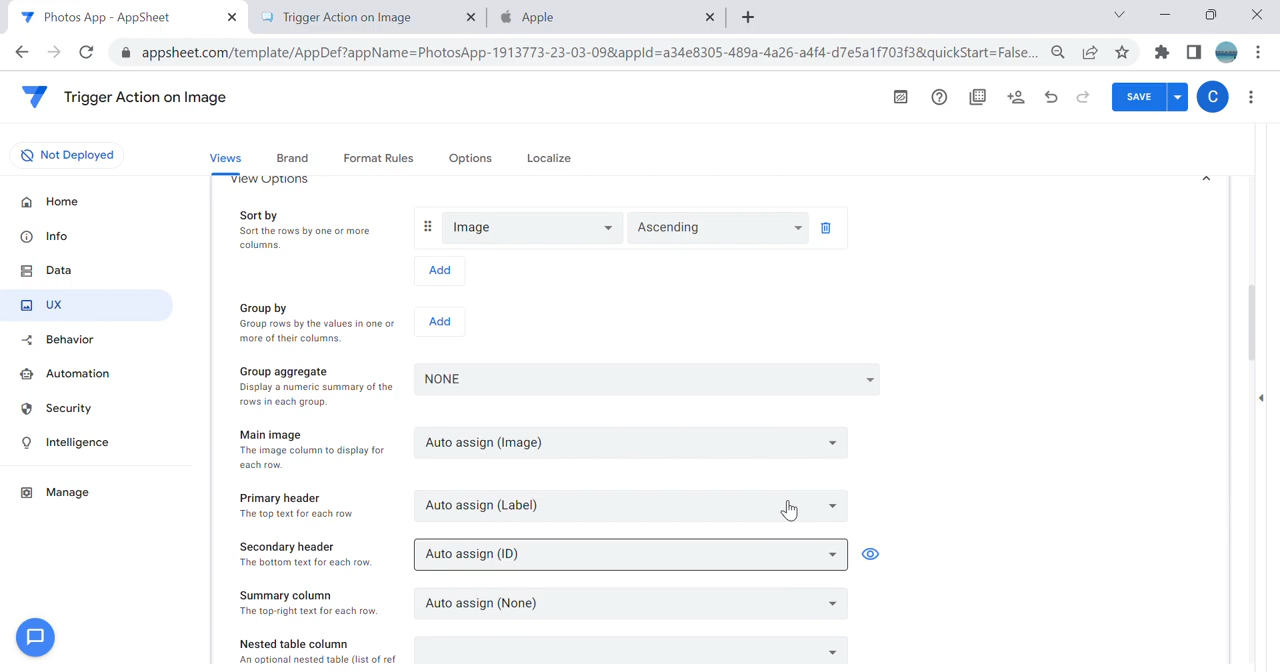 Photos App - AppSheet
Trigger Action on Image
Apple
appsheet.com/template/AppDef?appName=PhotosApp-1913773-23-03-09&appId=a34e8305-489a-4a26-a4f4-d7e5a1f703f3&quickStart=False...
Trigger Action on Image
SAVE
C
Not Deployed
Views
Brand
Format Rules
Options
Localize
Home
Info
Data
UX
Behavior
Automation
Security
Intelligence
Manage
View Options
Sort by
Sort the rows by one or more
columns.
Image
Ascending
Add
Group by
Group rows by the values in one or
more of their columns.
Add
Group aggregate
Display a numeric summary of the
rows in each group.
NONE
Main image
The image column to display for
each row.
Auto assign (Image)
Primary header
The top text for each row
Auto assign (Label)
Secondary header
The bottom text for each row.
Auto assign (ID)
Summary column
The top-right text for each row.
Auto assign (None)
Nested table column
An optional nested table (list of ref